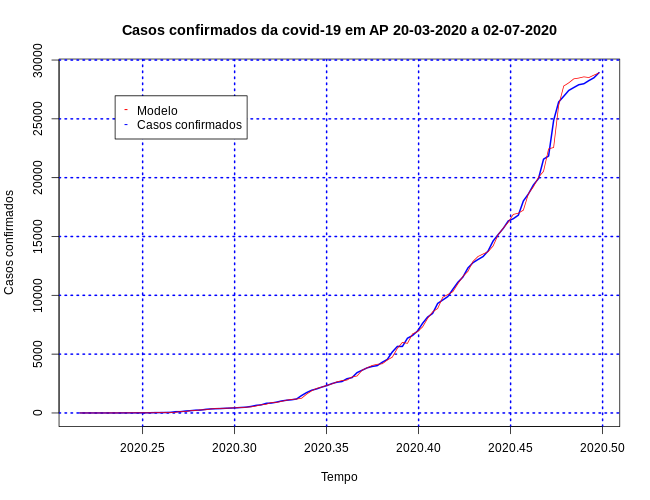 Casos confirmados da covid-19 em AP 20-03-2020 a 02-07-2020
30000
25000
20000
15000
10000
5000
0
Casos confirmados
Modelo
Casos confirmados
2020.25 2020.30 2020.35 2020.40 2020.45 2020.50
Tempo